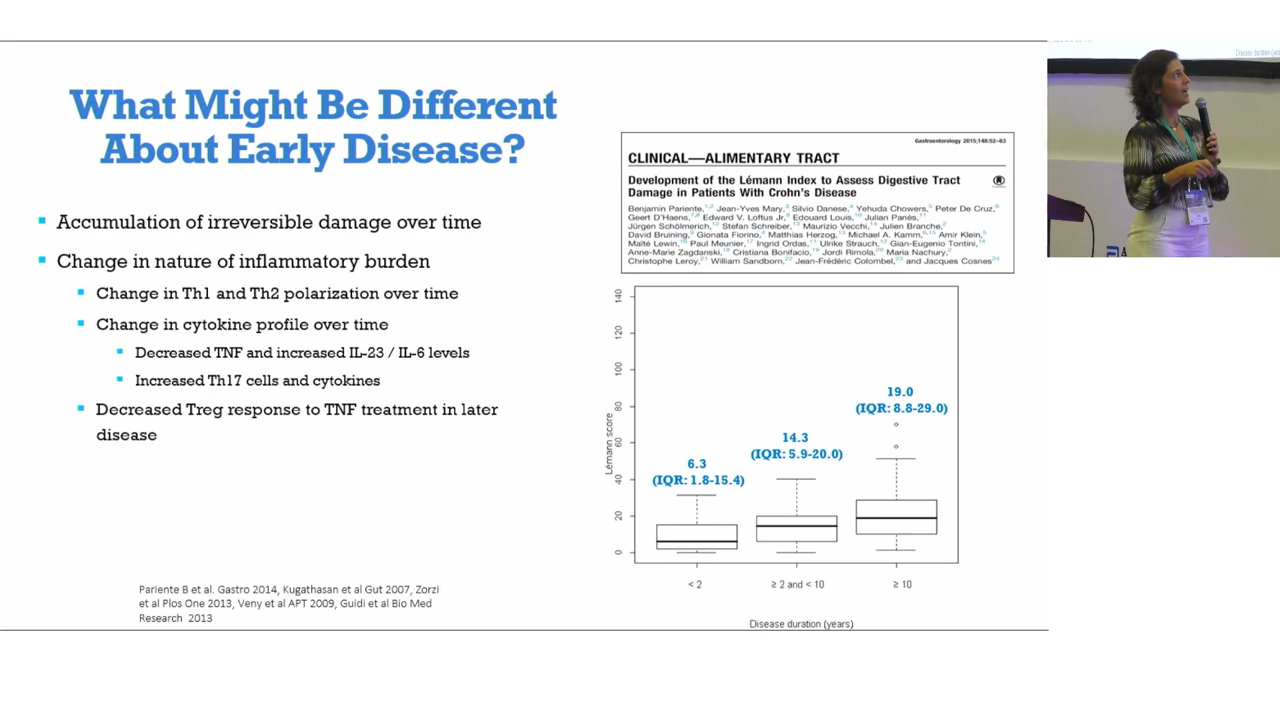 What Might Be Different
About Early Disease?
Accumulation of irreversible damage over time
Change in nature of inflammatory burden
Change in Th1 and Th2 polarization over time
Change in cytokine profile over time
Decreased TNF and increased IL-23 / IL-6 levels
Increased Th17 cells and cytokines
Decreased Treg response to TNF treatment in later
disease
Pariente B et al. Gastro 2014, Kugathasan et al Gut 2007, Zorzi
et al Plos One 2013, Veny et al APT 2009, Guidi et al Bio Med
Research 2013
Gastroenterology 2015;148:52–63
CLINICAL—ALIMENTARY TRACT
Development of the Lémann Index to Assess Digestive Tract
Damage in Patients With Crohn's Disease
Benjamin Pariente, Jean-Yves Mary, Silvio Danese, Yehuda Chowers, Peter De Cruz,
Geert D'Haens, Edward V. Loftus Jr, Edouard Louis, Julian Panés,
Jürgen Schölmerich, Stefan Schreiber, Maurizio Vecchi, Julien Branche,
David Bruining, Gionata Fiorino, Matthias Herzog, Michael A. Kamm, Amir Klein,
Maïté Lewin, Paul Meunier, Ingrid Ordas, Ulrike Strauch, Gian-Eugenio Tontini,
Anne-Marie Zagdanski, Cristiana Bonifacio, Jordi Rimola, Maria Nachury,
Christophe Leroy, William Sandborn, Jean-Frédéric Colombel, and Jacques Cosnes
140
120
100
80
60
40
20
0
Lémann score
6.3
(IQR: 1.8-15.4)
14.3
(IQR: 5.9-20.0)
19.0
(IQR: 8.8-29.0)
< 2
≥ 2 and < 10
≥ 10
Disease duration (years)
Disease duration (yea